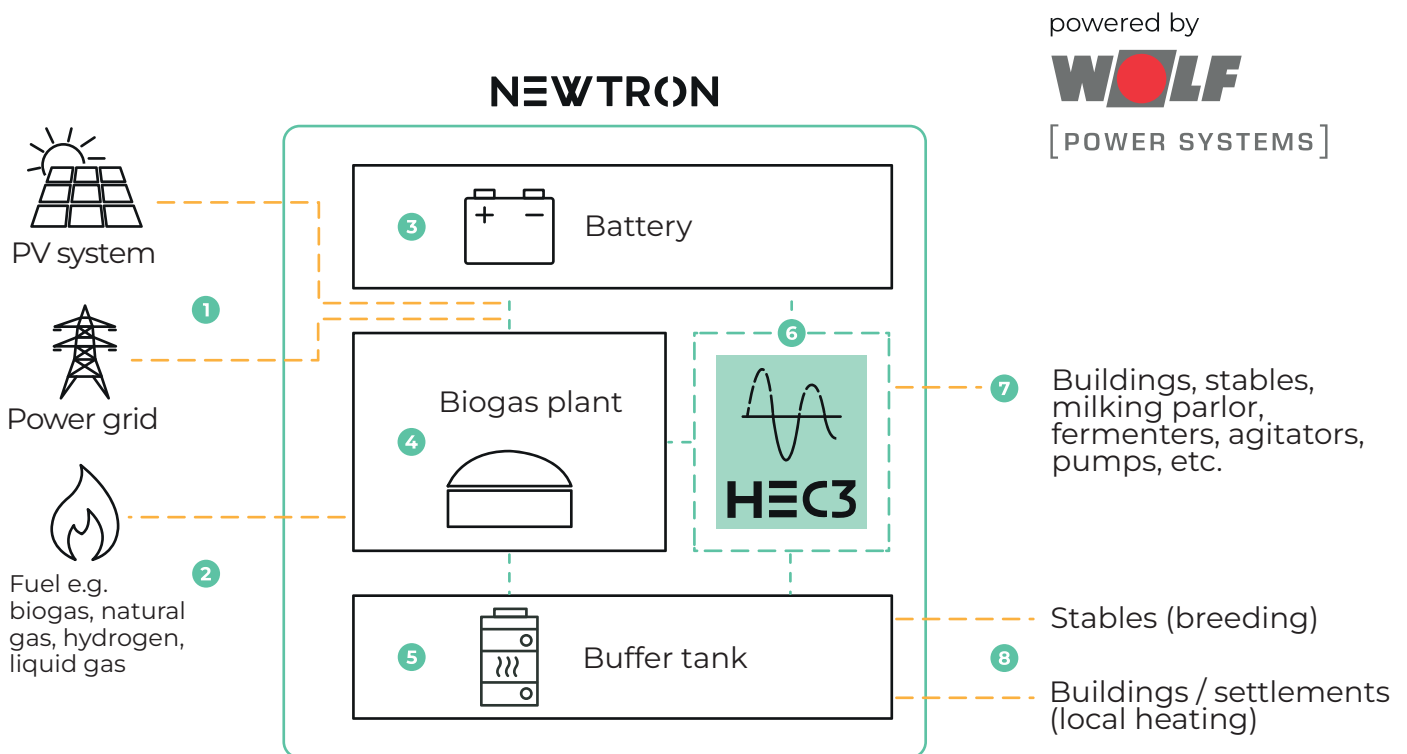 powered by
WOLF
[POWER SYSTEMS]
NEWTRON
PV system
1
Power grid
Fuel e.g.
biogas, natural
gas, hydrogen,
liquid gas
2
3
+ −
Battery
Biogas plant
4
5
Buffer tank
6
HEC3
7
Buildings, stables,
milking parlor,
fermenters, agitators,
pumps, etc.
Stables (breeding)
8
Buildings / settlements
(local heating)